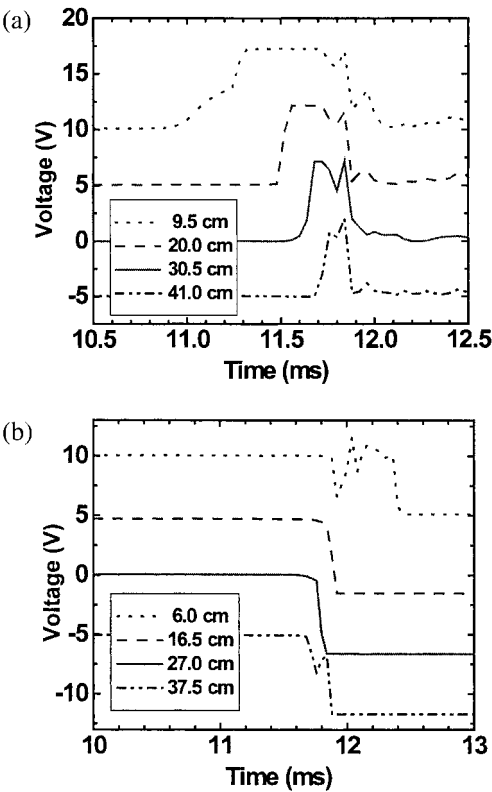 (a)
20
15
10
5
0
-5
Voltage (V)
9.5 cm
20.0 cm
30.5 cm
41.0 cm
10.5 11.0 11.5 12.0 12.5
Time (ms)
(b)
10
5
0
-5
-10
Voltage (V)
6.0 cm
16.5 cm
27.0 cm
37.5 cm
10 11 12 13
Time (ms)